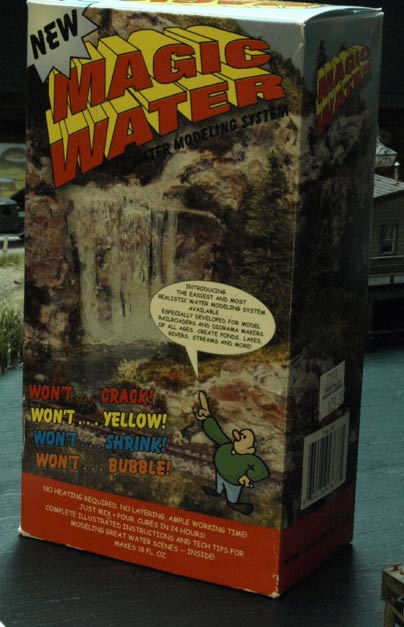 NEW
MAGIC
WATER
WATER MODELING SYSTEM
INTRODUCING
THE EASIEST AND MOST
REALISTIC WATER MODELING SYSTEM
AVAILABLE
ESPECIALLY DEVELOPED FOR MODEL
RAILROADERS AND DIORAMA MAKERS
OF ALL AGES. CREATE PONDS, LAKES,
RIVERS, STREAMS AND MORE!
WON'T... CRACK!
WON'T... YELLOW!
WON'T... SHRINK!
WON'T... BUBBLE!
NO HEATING REQUIRED, NO LAYERING, AMPLE WORKING TIME!
JUST MIX • POUR, CURES IN 24 HOURS!
COMPLETE ILLUSTRATED INSTRUCTIONS AND TECH TIPS FOR
MODELING GREAT WATER SCENES -- INSIDE!
MAKES 18 FL OZ
MAGIC
WATER